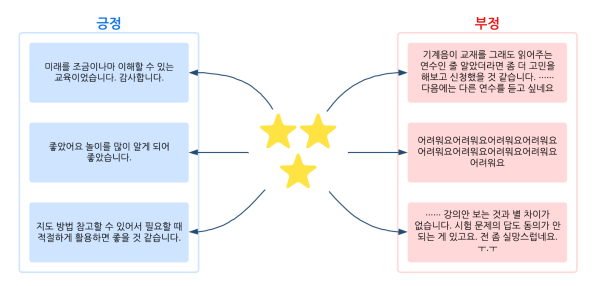 긍정
미래를 조금이나마 이해할 수 있는
교육이었습니다. 감사합니다.
좋았어요 놀이를 많이 알게 되어
좋았습니다.
지도 방법 참고할 수 있어서 필요할 때
적절하게 활용하면 좋을 것 같습니다.
부정
기계음이 교재를 그래도 읽어주는
연수인 줄 알았더라면 좀 더 고민을
해보고 신청했을 것 같습니다. ……
다음에는 다른 연수를 듣고 싶네요
어려워요어려워요어려워요어려워요
어려워요어려워요어려워요어려워요
어려워요
…… 강의안 보는 것과 별 차이가
없습니다. 시험 문제의 답도 동의가 안
되는 게 있고요. 전 좀 실망스럽네요.
ㅜ.ㅜ